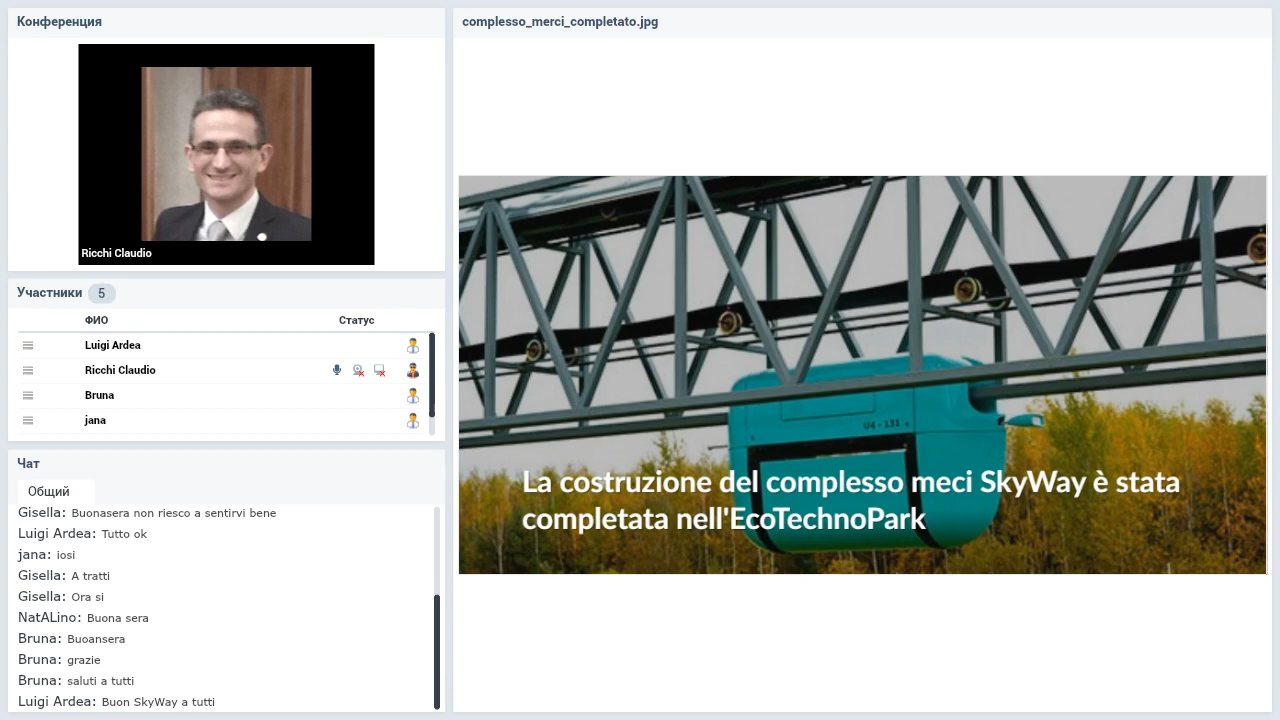 Конференция
Ricchi Claudio
Участники 5
ФИО Статус
Luigi Ardea
Ricchi Claudio
Bruna
jana
Чат
Общий
Gisella: Buonasera non riesco a sentirvi bene
Luigi Ardea: Tutto ok
jana: iosi
Gisella: A tratti
Gisella: Ora si
NatALino: Buona sera
Bruna: Buoansera
Bruna: grazie
Bruna: saluti a tutti
Luigi Ardea: Buon SkyWay a tutti
complesso_merci_completato.jpg
U4-131
La costruzione del complesso meci SkyWay è stata
completata nell'EcoTechnoPark